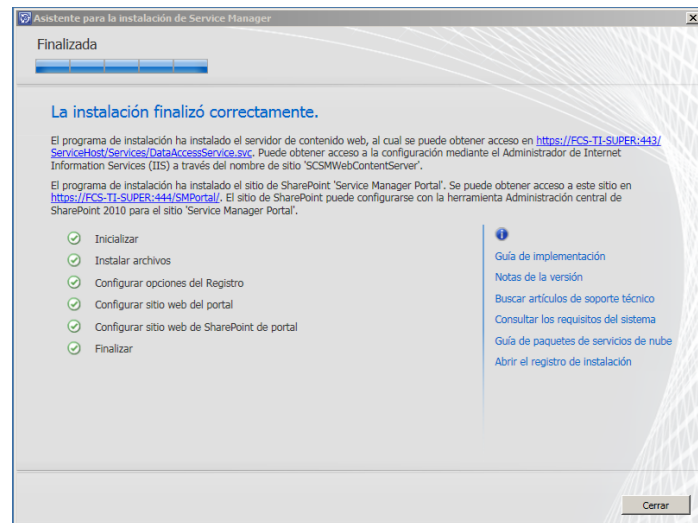 Asistente para la instalación de Service Manager
Finalizada
La instalación finalizó correctamente.
El programa de instalación ha instalado el servidor de contenido web, al cual se puede obtener acceso en https://FCS-TI-SUPER:443/
ServiceHost/Services/DataAccessService.svc. Puede obtener acceso a la configuración mediante el Administrador de Internet
Information Services (IIS) a través del nombre de sitio 'SCSMWebContentServer'.
El programa de instalación ha instalado el sitio de SharePoint 'Service Manager Portal'. Se puede obtener acceso a este sitio en
https://FCS-TI-SUPER:444/SMPortal/. El sitio de SharePoint puede configurarse con la herramienta Administración central de
SharePoint 2010 para el sitio 'Service Manager Portal'.
Inicializar
Instalar archivos
Configurar opciones del Registro
Configurar sitio web del portal
Configurar sitio web de SharePoint de portal
Finalizar
Guía de implementación
Notas de la versión
Buscar artículos de soporte técnico
Consultar los requisitos del sistema
Guía de paquetes de servicios de nube
Abrir el registro de instalación
Cerrar